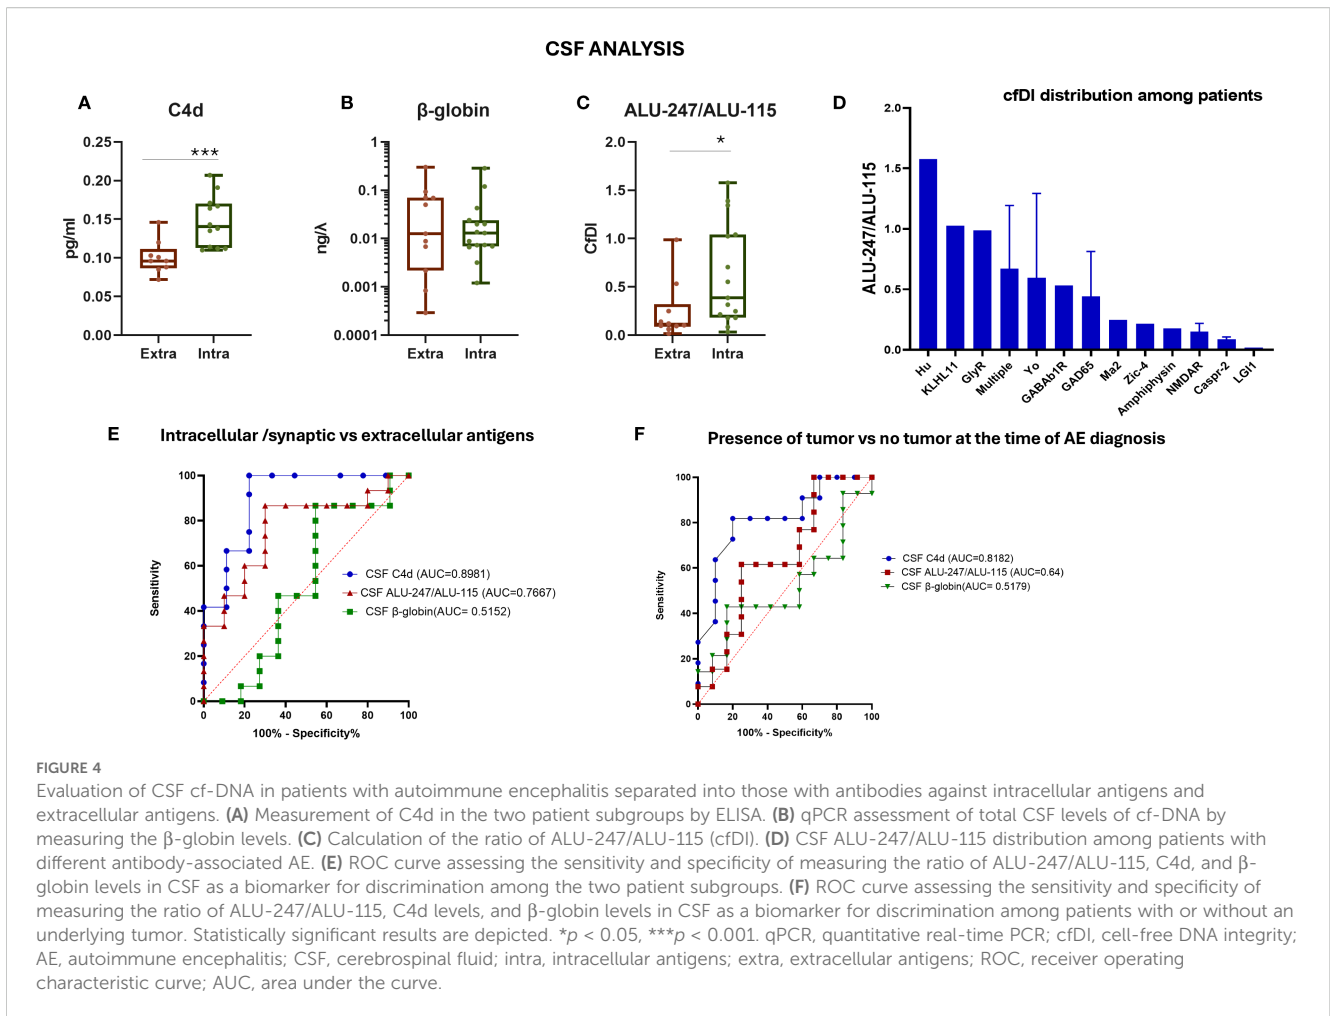 CSF ANALYSIS
A
C4d
0.25
0.20
0.15
0.10
0.05
0.00
pg/ml
Extra
Intra
***
B
β-globin
1
0.1
0.01
0.001
0.0001
ng/λ
Extra
Intra
C
ALU-247/ALU-115
2.0
1.5
1.0
0.5
0.0
CfDI
Extra
Intra
*
D
cfDI distribution among patients
2.0
1.5
1.0
0.5
0.0
ALU-247/ALU-115
Hu
KLHL11
GlyR
Multiple
Yo
GABAb1R
GAD65
Ma2
Zic-4
Amphiphysin
NMDAR
Caspr-2
LGI1
E
Intracellular /synaptic vs extracellular antigens
100
80
60
40
20
0
Sensitivity
0 20 40 60 80 100
100% - Specificity%
CSF C4d (AUC=0.8981)
CSF ALU-247/ALU-115 (AUC=0.7667)
CSF β-globin(AUC= 0.5152)
F
Presence of tumor vs no tumor at the time of AE diagnosis
100
80
60
40
20
0
Sensitivity
0 20 40 60 80 100
100% - Specificity%
CSF C4d (AUC=0.8182)
CSF ALU-247/ALU-115 (AUC=0.64)
CSF β-globin(AUC= 0.5179)
FIGURE 4
Evaluation of CSF cf-DNA in patients with autoimmune encephalitis separated into those with antibodies against intracellular antigens and
extracellular antigens. (A) Measurement of C4d in the two patient subgroups by ELISA. (B) qPCR assessment of total CSF levels of cf-DNA by
measuring the β-globin levels. (C) Calculation of the ratio of ALU-247/ALU-115 (cfDI). (D) CSF ALU-247/ALU-115 distribution among patients with
different antibody-associated AE. (E) ROC curve assessing the sensitivity and specificity of measuring the ratio of ALU-247/ALU-115, C4d, and β-
globin levels in CSF as a biomarker for discrimination among the two patient subgroups. (F) ROC curve assessing the sensitivity and specificity of
measuring the ratio of ALU-247/ALU-115, C4d levels, and β-globin levels in CSF as a biomarker for discrimination among patients with or without an
underlying tumor. Statistically significant results are depicted. *p < 0.05, ***p < 0.001. qPCR, quantitative real-time PCR; cfDI, cell-free DNA integrity;
AE, autoimmune encephalitis; CSF, cerebrospinal fluid; intra, intracellular antigens; extra, extracellular antigens; ROC, receiver operating
characteristic curve; AUC, area under the curve.